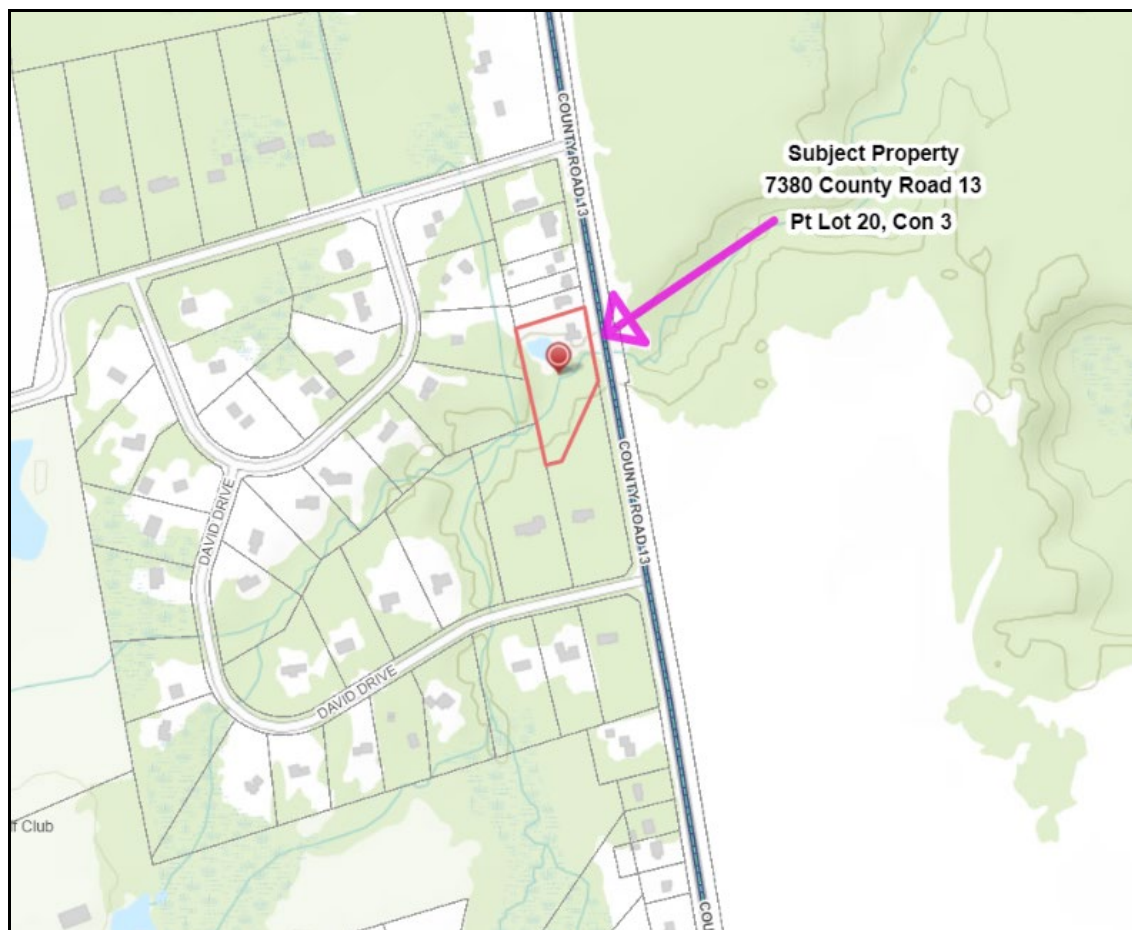 COUNTY ROAD 13
Subject Property
7380 County Road 13
Pt Lot 20, Con 3
COUNTY ROAD 13
DAVID DRIVE
DAVID DRIVE
Club